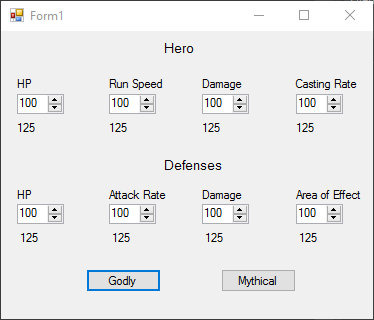 Form1
Hero
HP Run Speed Damage Casting Rate
100 100 100 100
125 125 125 125
Defenses
HP Attack Rate Damage Area of Effect
100 100 100 100
125 125 125 125
Godly Mythical